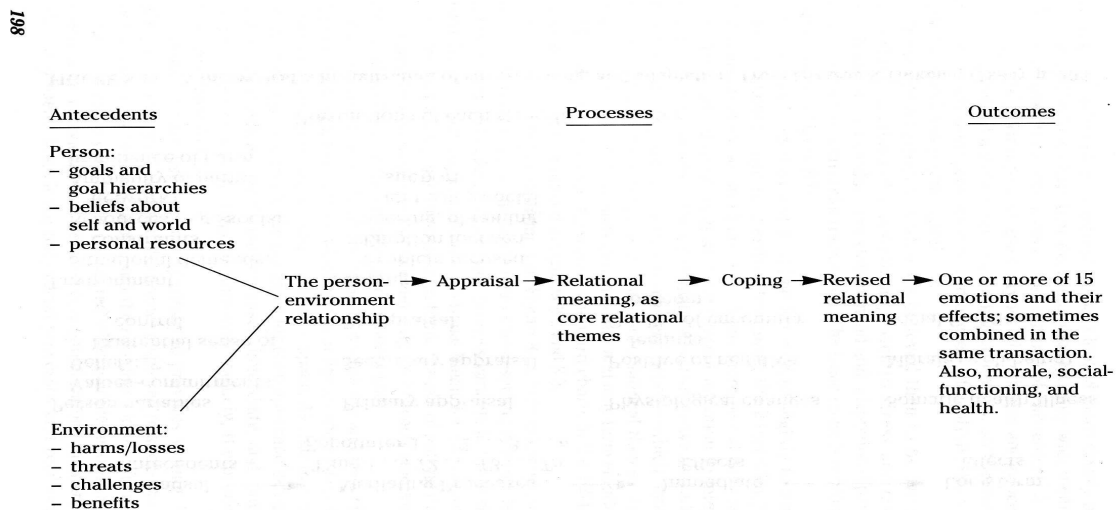 198
Antecedents
Processes
Outcomes
Person:
– goals and
goal hierarchies
– beliefs about
self and world
– personal resources
The person-
environment
relationship
Appraisal
Relational
meaning, as
core relational
themes
Coping
Revised
relational
meaning
One or more of 15
emotions and their
effects; sometimes
combined in the
same transaction.
Also, morale, social-
functioning, and
health.
Environment:
– harms/losses
– threats
– challenges
– benefits